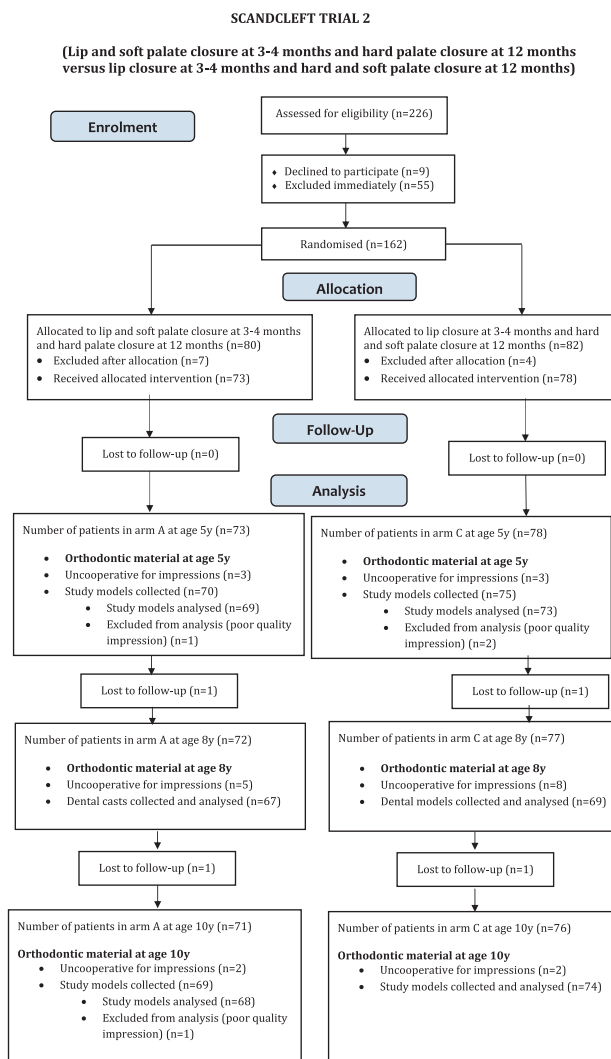 SCANDCLEFT TRIAL 2
(Lip and soft palate closure at 3-4 months and hard palate closure at 12 months
versus lip closure at 3-4 months and hard and soft palate closure at 12 months)
Enrolment
Assessed for eligibility (n=226)
♦ Declined to participate (n=9)
♦ Excluded immediately (n=55)
Randomised (n=162)
Allocation
Allocated to lip and soft palate closure at 3-4 months
and hard palate closure at 12 months (n=80)
• Excluded after allocation (n=7)
• Received allocated intervention (n=73)
Allocated to lip closure at 3-4 months and hard
and soft palate closure at 12 months (n=82)
• Excluded after allocation (n=4)
• Received allocated intervention (n=78)
Follow-Up
Lost to follow-up (n=0)
Lost to follow-up (n=0)
Analysis
Number of patients in arm A at age 5y (n=73)
• Orthodontic material at age 5y
• Uncooperative for impressions (n=3)
• Study models collected (n=70)
• Study models analysed (n=69)
• Excluded from analysis (poor quality
impression) (n=1)
Number of patients in arm C at age 5y (n=78)
• Orthodontic material at age 5y
• Uncooperative for impressions (n=3)
• Study models collected (n=75)
• Study models analysed (n=73)
• Excluded from analysis (poor quality
impression) (n=2)
Lost to follow-up (n=1)
Lost to follow-up (n=1)
Number of patients in arm A at age 8y (n=72)
• Orthodontic material at age 8y
• Uncooperative for impressions (n=5)
• Dental casts collected and analysed (n=67)
Number of patients in arm C at age 8y (n=77)
• Orthodontic material at age 8y
• Uncooperative for impressions (n=8)
• Dental models collected and analysed (n=69)
Lost to follow-up (n=1)
Lost to follow-up (n=1)
Number of patients in arm A at age 10y (n=71)
Orthodontic material at age 10y
• Uncooperative for impressions (n=2)
• Study models collected (n=69)
• Study models analysed (n=68)
• Excluded from analysis (poor quality
impression) (n=1)
Number of patients in arm C at age 10y (n=76)
Orthodontic material at age 10y
• Uncooperative for impressions (n=2)
• Study models collected and analysed (n=74)